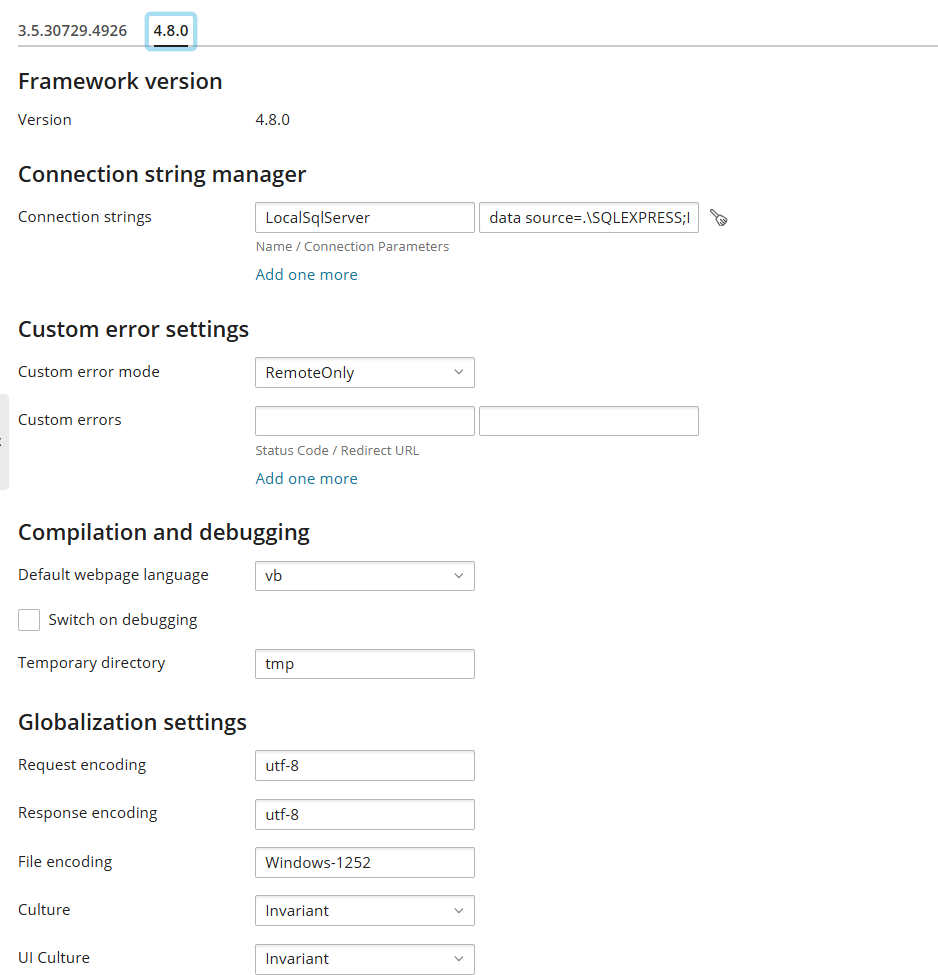 3.5.30729.4926 4.8.0
Framework version
Version 4.8.0
Connection string manager
Connection strings LocalSqlServer data source=.\SQLEXPRESS;I
Name / Connection Parameters
Add one more
Custom error settings
Custom error mode RemoteOnly
Custom errors
Status Code / Redirect URL
Add one more
Compilation and debugging
Default webpage language vb
Switch on debugging
Temporary directory tmp
Globalization settings
Request encoding utf-8
Response encoding utf-8
File encoding Windows-1252
Culture Invariant
UI Culture Invariant